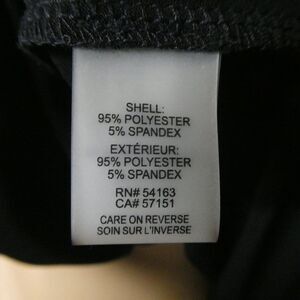 SHELL:
95% POLYESTER
5% SPANDEX
EXTÉRIEUR:
95% POLYESTER
5% SPANDEX
RN# 54163
CA# 57151
CARE ON REVERSE
SOIN SUR L'INVERSE